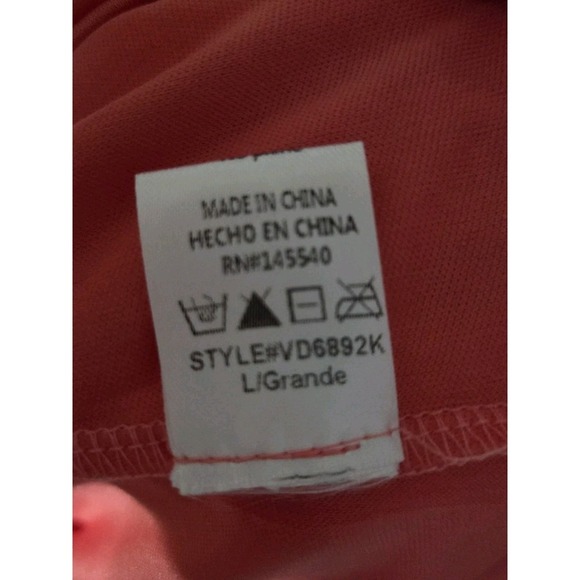 MADE IN CHINA
HECHO EN CHINA
RN#145540
STYLE#VD6892K
L/Grande